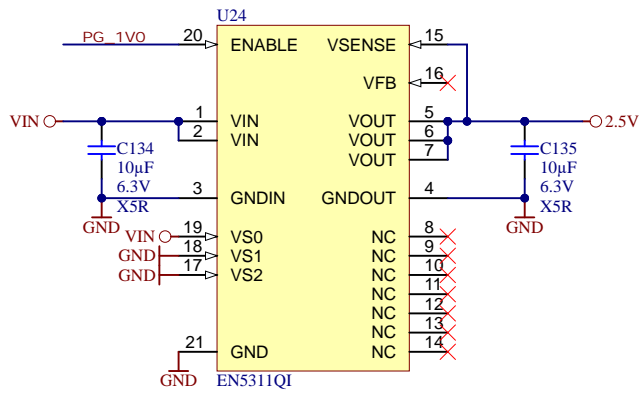 U24
PG_1V0
20
ENABLE
VSENSE
15
VFB
16
VIN
1
VIN
VOUT
5
2.5V
2
VIN
VOUT
6
VOUT
7
C134
10µF
6.3V
X5R
C135
10µF
6.3V
X5R
3
GNDIN
GNDOUT
4
GND
GND
VIN
19
VS0
NC
8
GND
18
VS1
NC
9
GND
17
VS2
NC
10
NC
11
NC
12
NC
13
21
GND
NC
14
GND
EN5311QI